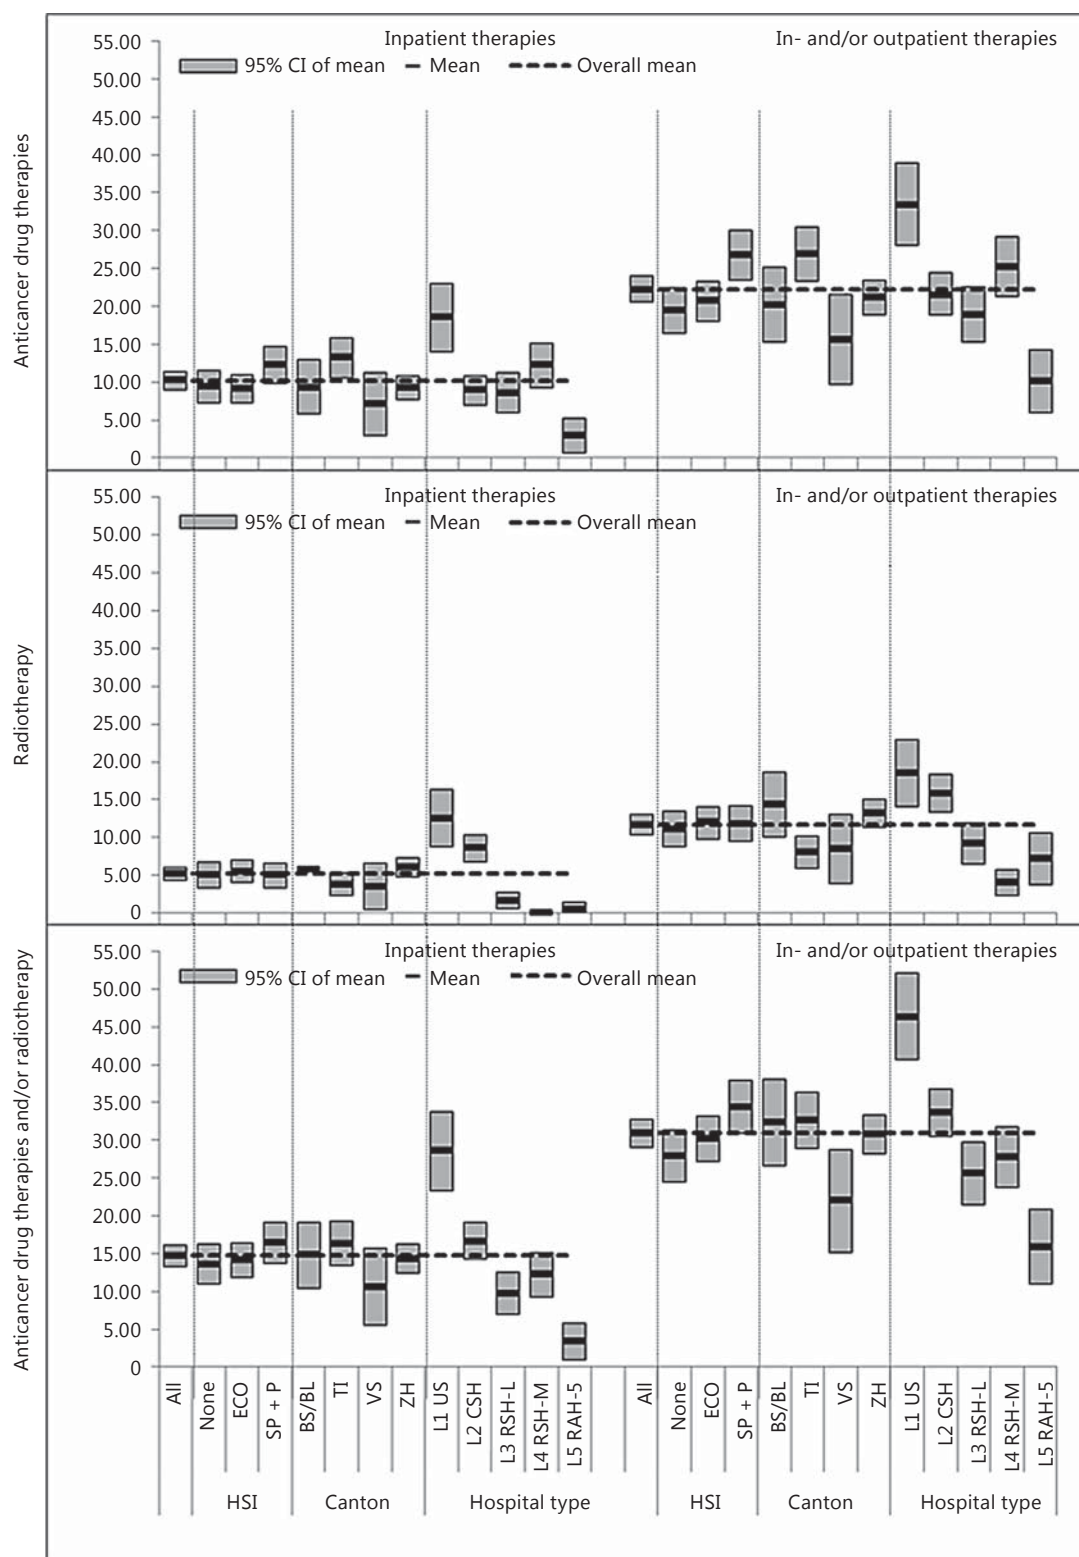 Anticancer drug therapies
Inpatient therapies
In- and/or outpatient therapies
95% CI of mean
Mean
Overall mean
55.00
50.00
45.00
40.00
35.00
30.00
25.00
20.00
15.00
10.00
5.00
0
Radiotherapy
Inpatient therapies
In- and/or outpatient therapies
95% CI of mean
Mean
Overall mean
55.00
50.00
45.00
40.00
35.00
30.00
25.00
20.00
15.00
10.00
5.00
0
Anticancer drug therapies and/or radiotherapy
Inpatient therapies
In- and/or outpatient therapies
95% CI of mean
Mean
Overall mean
55.00
50.00
45.00
40.00
35.00
30.00
25.00
20.00
15.00
10.00
5.00
0
All
None
ECO
SP + P
BS/BL
TI
VS
ZH
L1 US
L2 CSH
L3 RSH-L
L4 RSH-M
L5 RAH-5
All
None
ECO
SP + P
BS/BL
TI
VS
ZH
L1 US
L2 CSH
L3 RSH-L
L4 RSH-M
L5 RAH-5
HSI
Canton
Hospital type
HSI
Canton
Hospital type